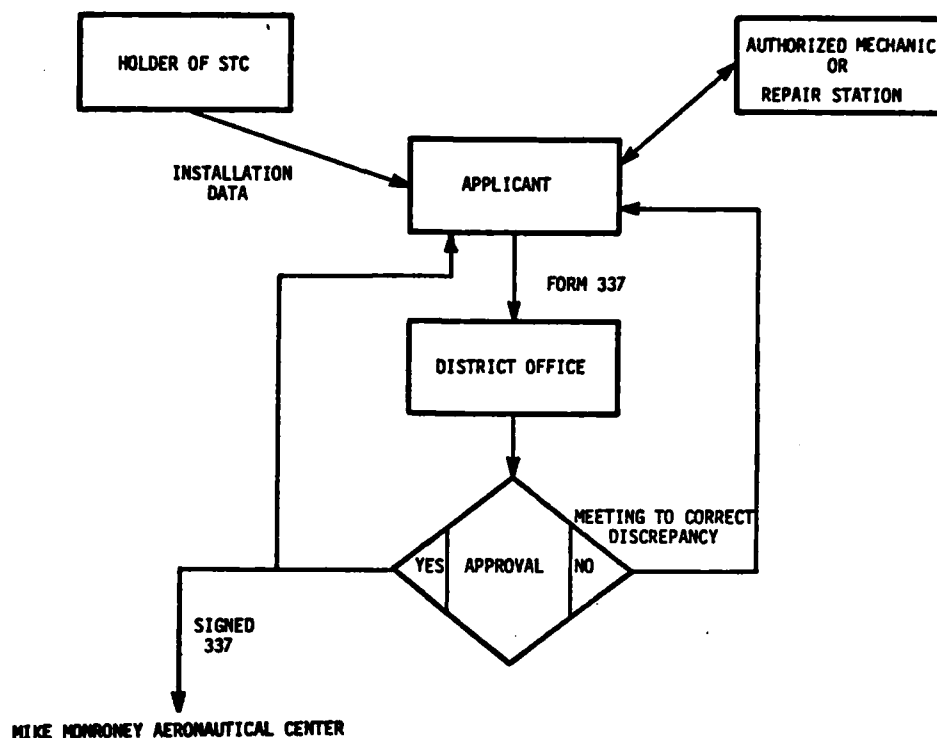 HOLDER OF STC
AUTHORIZED MECHANIC
OR
REPAIR STATION
INSTALLATION
DATA
APPLICANT
FORM 337
DISTRICT OFFICE
MEETING TO CORRECT
DISCREPANCY
YES
APPROVAL
NO
SIGNED
337
MIKE MONRONEY AERONAUTICAL CENTER